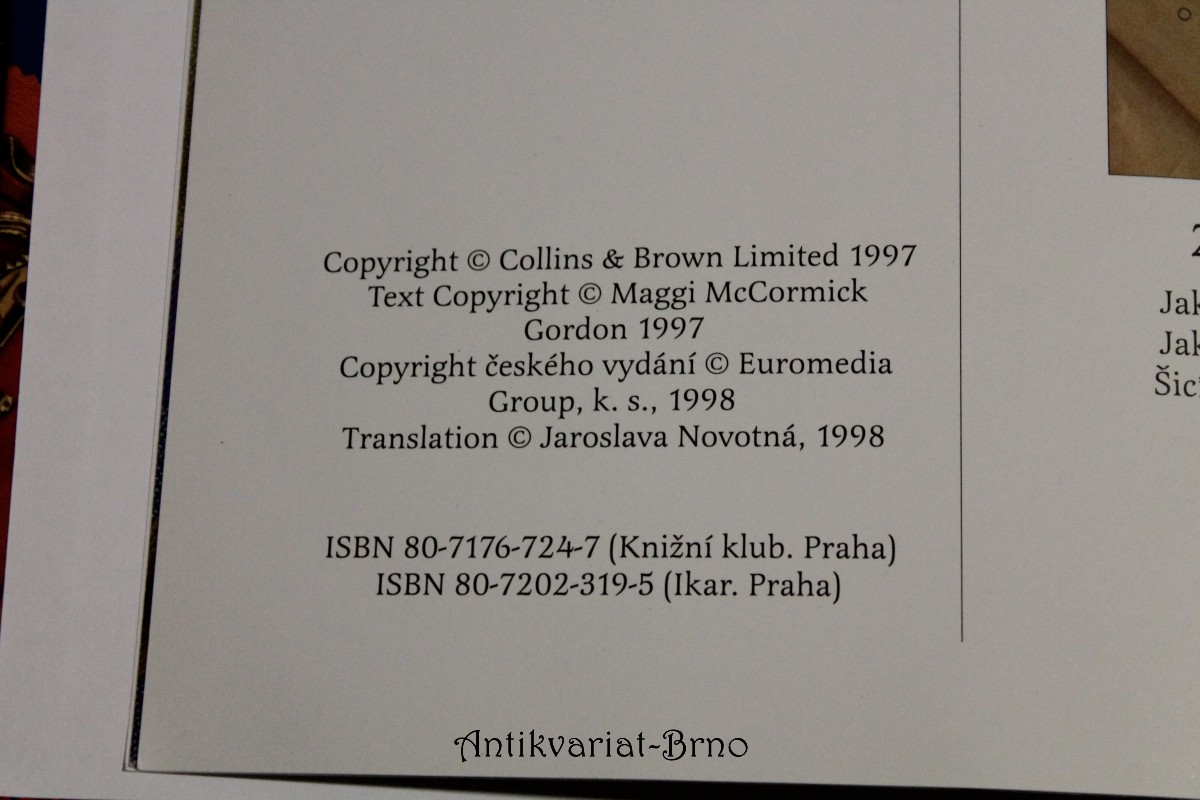 Copyright © Collins & Brown Limited 1997
Text Copyright © Maggi McCormick
Gordon 1997
Copyright českého vydání © Euromedia
Group, k. s., 1998
Translation © Jaroslava Novotná, 1998
ISBN 80-7176-724-7 (Knižní klub. Praha)
ISBN 80-7202-319-5 (Ikar. Praha)
Antikvariat-Brno